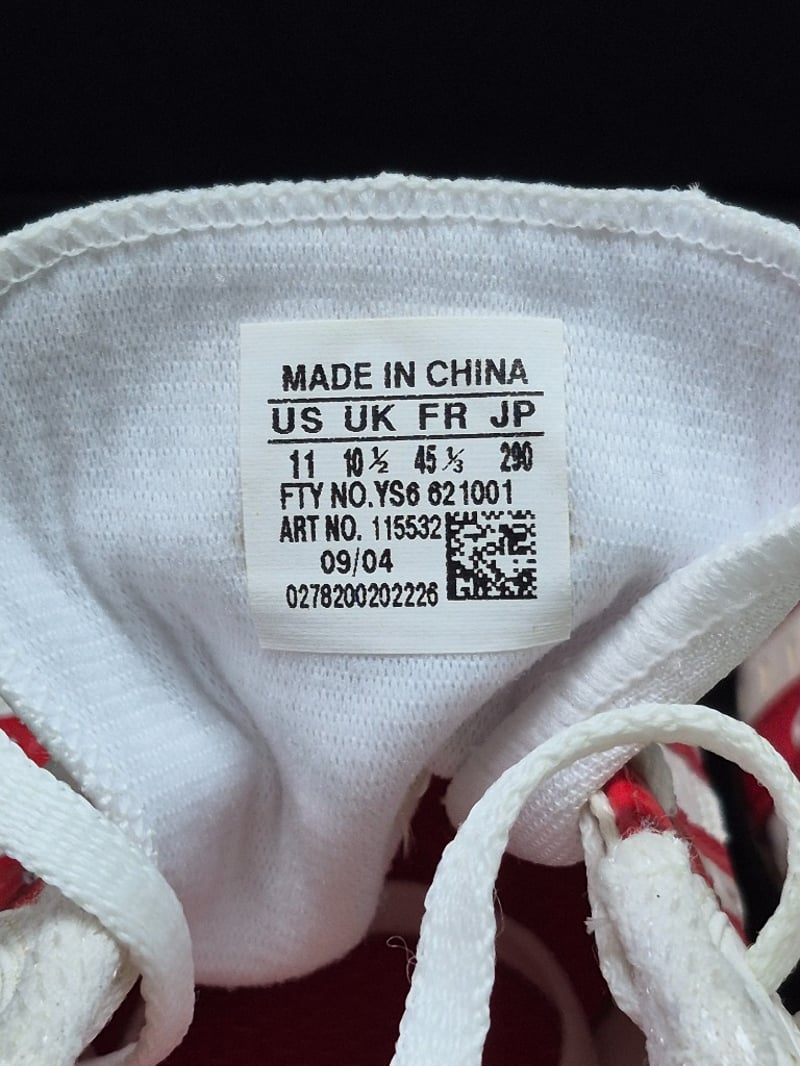 MADE IN CHINA
US UK FR JP
11 10½ 45⅓ 290
FTY NO.YS6 621001
ART NO. 115532
09/04
0278200202226